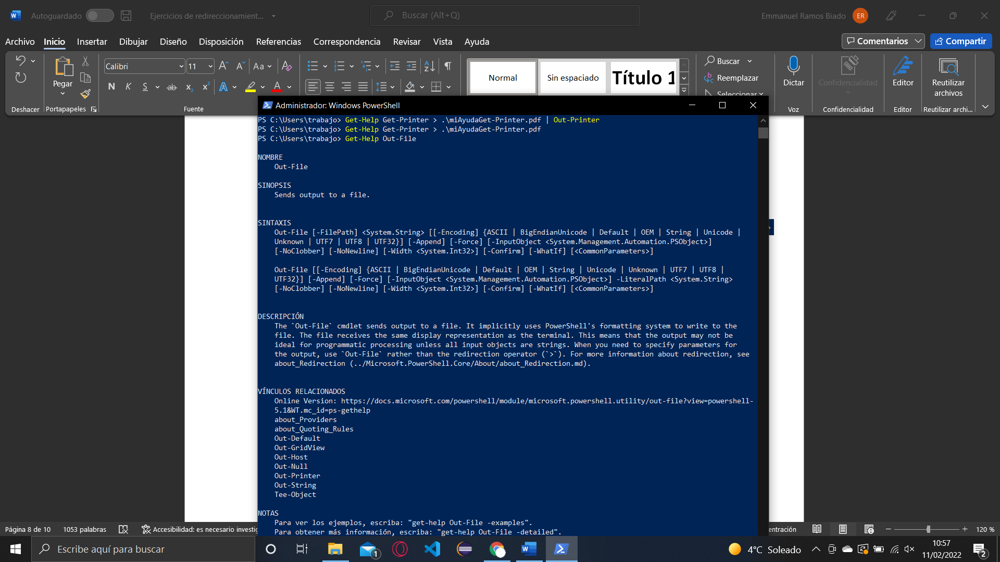 Autoguardado
Ejercicios de redireccionamient...
Buscar (Alt+Q)
Emmanuel Ramos Biado
ER
Archivo Inicio Insertar Dibujar Diseño Disposición Referencias Correspondencia Revisar Vista Ayuda
Comentarios
Compartir
Pegar
Calibri
11
Aa
N K S ab x₂ x² A A
Normal
Sin espaciado
Título 1
Buscar
Reemplazar
Seleccionar
Dictar
Confidencialidad
Editor
Reutilizar
archivos
Deshacer
Portapapeles
Fuente
Voz
Confidencialidad
Editor
Reutilizar archi...
Administrador: Windows PowerShell
PS C:\Users\trabajo> Get-Help Get-Printer > .\miAyudaGet-Printer.pdf | Out-Printer
PS C:\Users\trabajo> Get-Help Get-Printer > .\miAyudaGet-Printer.pdf
PS C:\Users\trabajo> Get-Help Out-File
NOMBRE
Out-File
SINOPSIS
Sends output to a file.
SINTAXIS
Out-File [-FilePath] <System.String> [[-Encoding] {ASCII | BigEndianUnicode | Default | OEM | String | Unicode |
Unknown | UTF7 | UTF8 | UTF32}] [-Append] [-Force] [-InputObject <System.Management.Automation.PSObject>]
[-NoClobber] [-NoNewline] [-Width <System.Int32>] [-Confirm] [-WhatIf] [<CommonParameters>]
Out-File [[-Encoding] {ASCII | BigEndianUnicode | Default | OEM | String | Unicode | Unknown | UTF7 | UTF8 |
UTF32}] [-Append] [-Force] [-InputObject <System.Management.Automation.PSObject>] -LiteralPath <System.String>
[-NoClobber] [-NoNewline] [-Width <System.Int32>] [-Confirm] [-WhatIf] [<CommonParameters>]
DESCRIPCIÓN
The `Out-File` cmdlet sends output to a file. It implicitly uses PowerShell's formatting system to write to the
file. The file receives the same display representation as the terminal. This means that the output may not be
ideal for programmatic processing unless all input objects are strings. When you need to specify parameters for
the output, use `Out-File` rather than the redirection operator (`>`). For more information about redirection, see
about_Redirection (../Microsoft.PowerShell.Core/About/about_Redirection.md).
VÍNCULOS RELACIONADOS
Online Version: https://docs.microsoft.com/powershell/module/microsoft.powershell.utility/out-file?view=powershell-
5.1&WT.mc_id=ps-gethelp
about_Providers
about_Quoting_Rules
Out-Default
Out-GridView
Out-Host
Out-Null
Out-Printer
Out-String
Tee-Object
NOTAS
Para ver los ejemplos, escriba: "get-help Out-File -examples".
Para obtener más información, escriba: "get-help Out-File -detailed".
Página 8 de 10
1053 palabras
Accesibilidad: es necesario investig
entración
120 %
Escribe aquí para buscar
1
4°C Soleado
10:57
11/02/2022
2